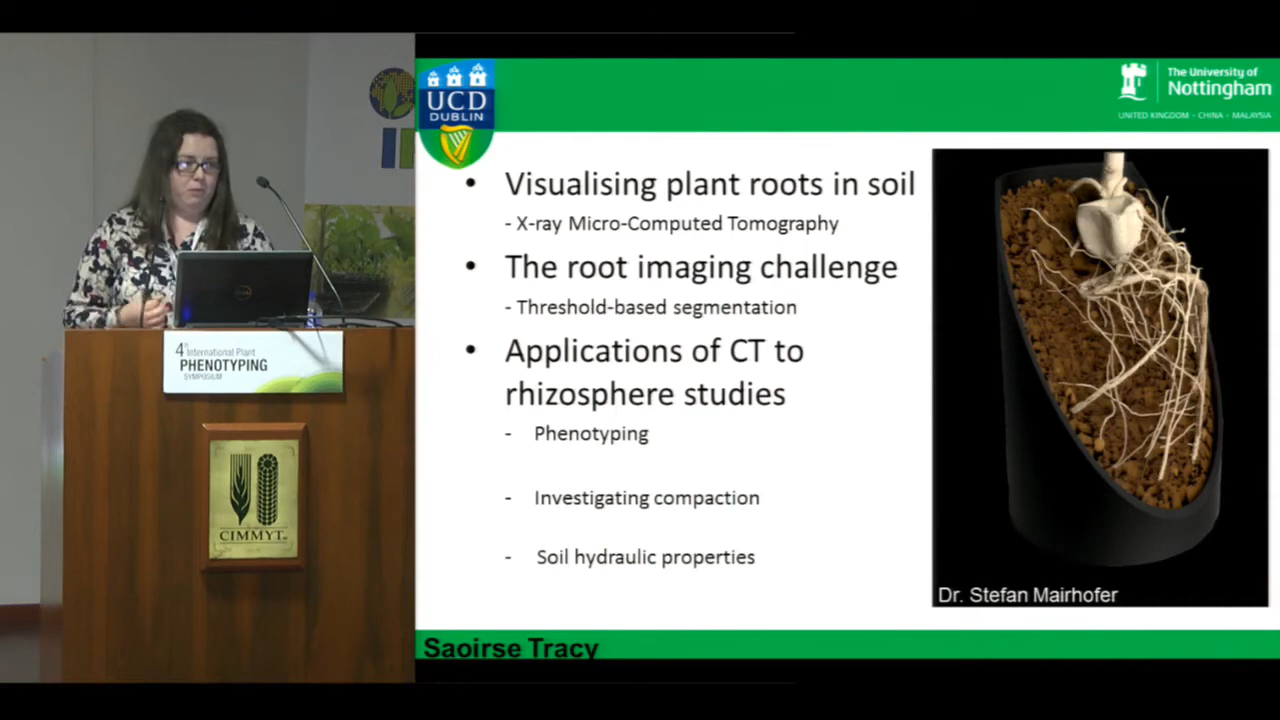 UCD
DUBLIN
The University of
Nottingham
UNITED KINGDOM - CHINA - MALAYSIA
• Visualising plant roots in soil
- X-ray Micro-Computed Tomography
• The root imaging challenge
- Threshold-based segmentation
• Applications of CT to
rhizosphere studies
- Phenotyping
- Investigating compaction
- Soil hydraulic properties
Dr. Stefan Mairhofer
Saoirse Tracy
4th International Plant
PHENOTYPING
SYMPOSIUM
CIMMYT